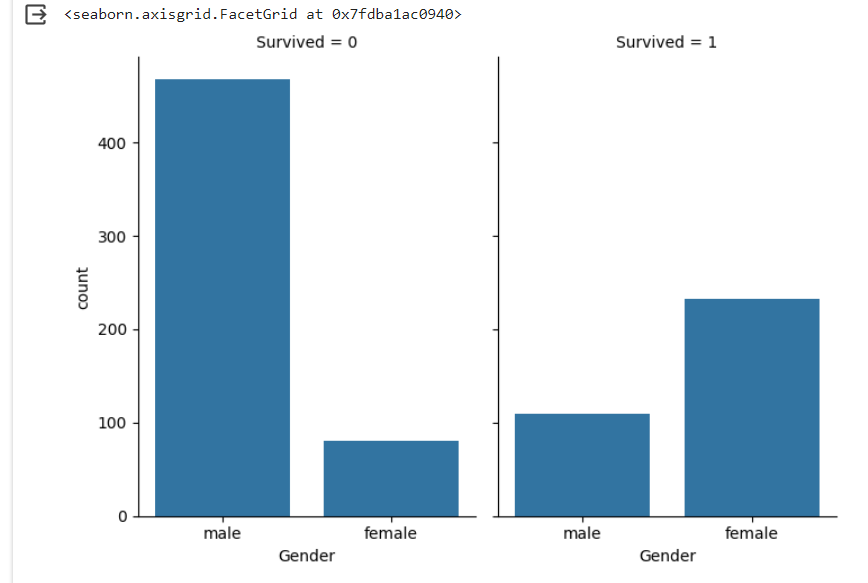 <seaborn.axisgrid.FacetGrid at 0x7fdba1ac0940>
Survived = 0
Survived = 1
count
400
300
200
100
0
male
female
male
female
Gender
Gender